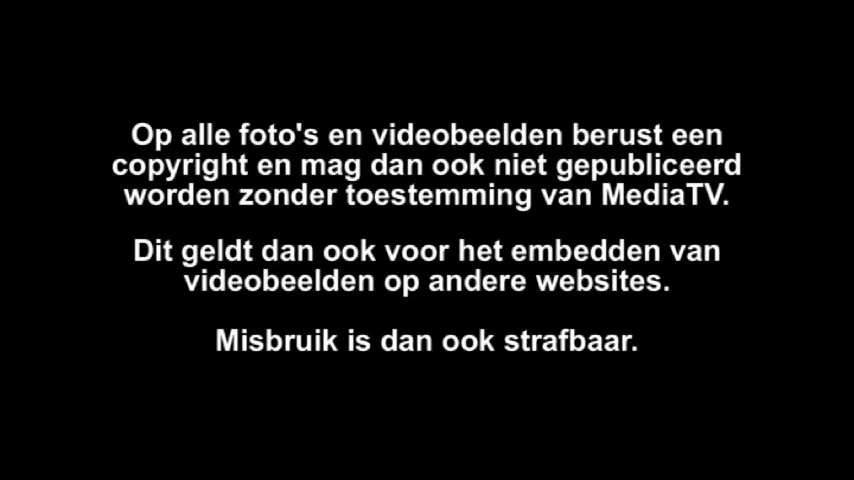 Op alle foto's en videobeelden berust een
copyright en mag dan ook niet gepubliceerd
worden zonder toestemming van MediaTV.
Dit geldt dan ook voor het embedden van
videobeelden op andere websites.
Misbruik is dan ook strafbaar.